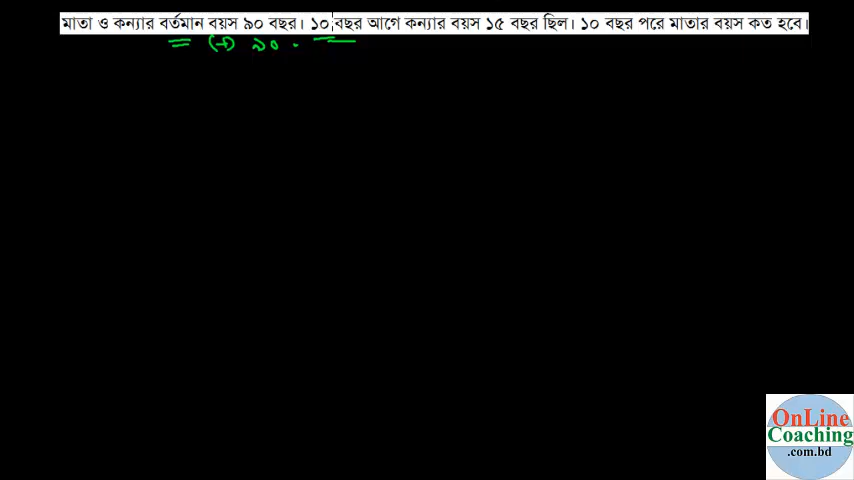 মাতা ও কন্যার বর্তমান বয়স ৯০ বছর। ১০ বছর আগে কন্যার বয়স ১৫ বছর ছিল। ১০ বছর পরে মাতার বয়স কত হবে।
= (+) ৯০
OnLine
Coaching
.com.bd